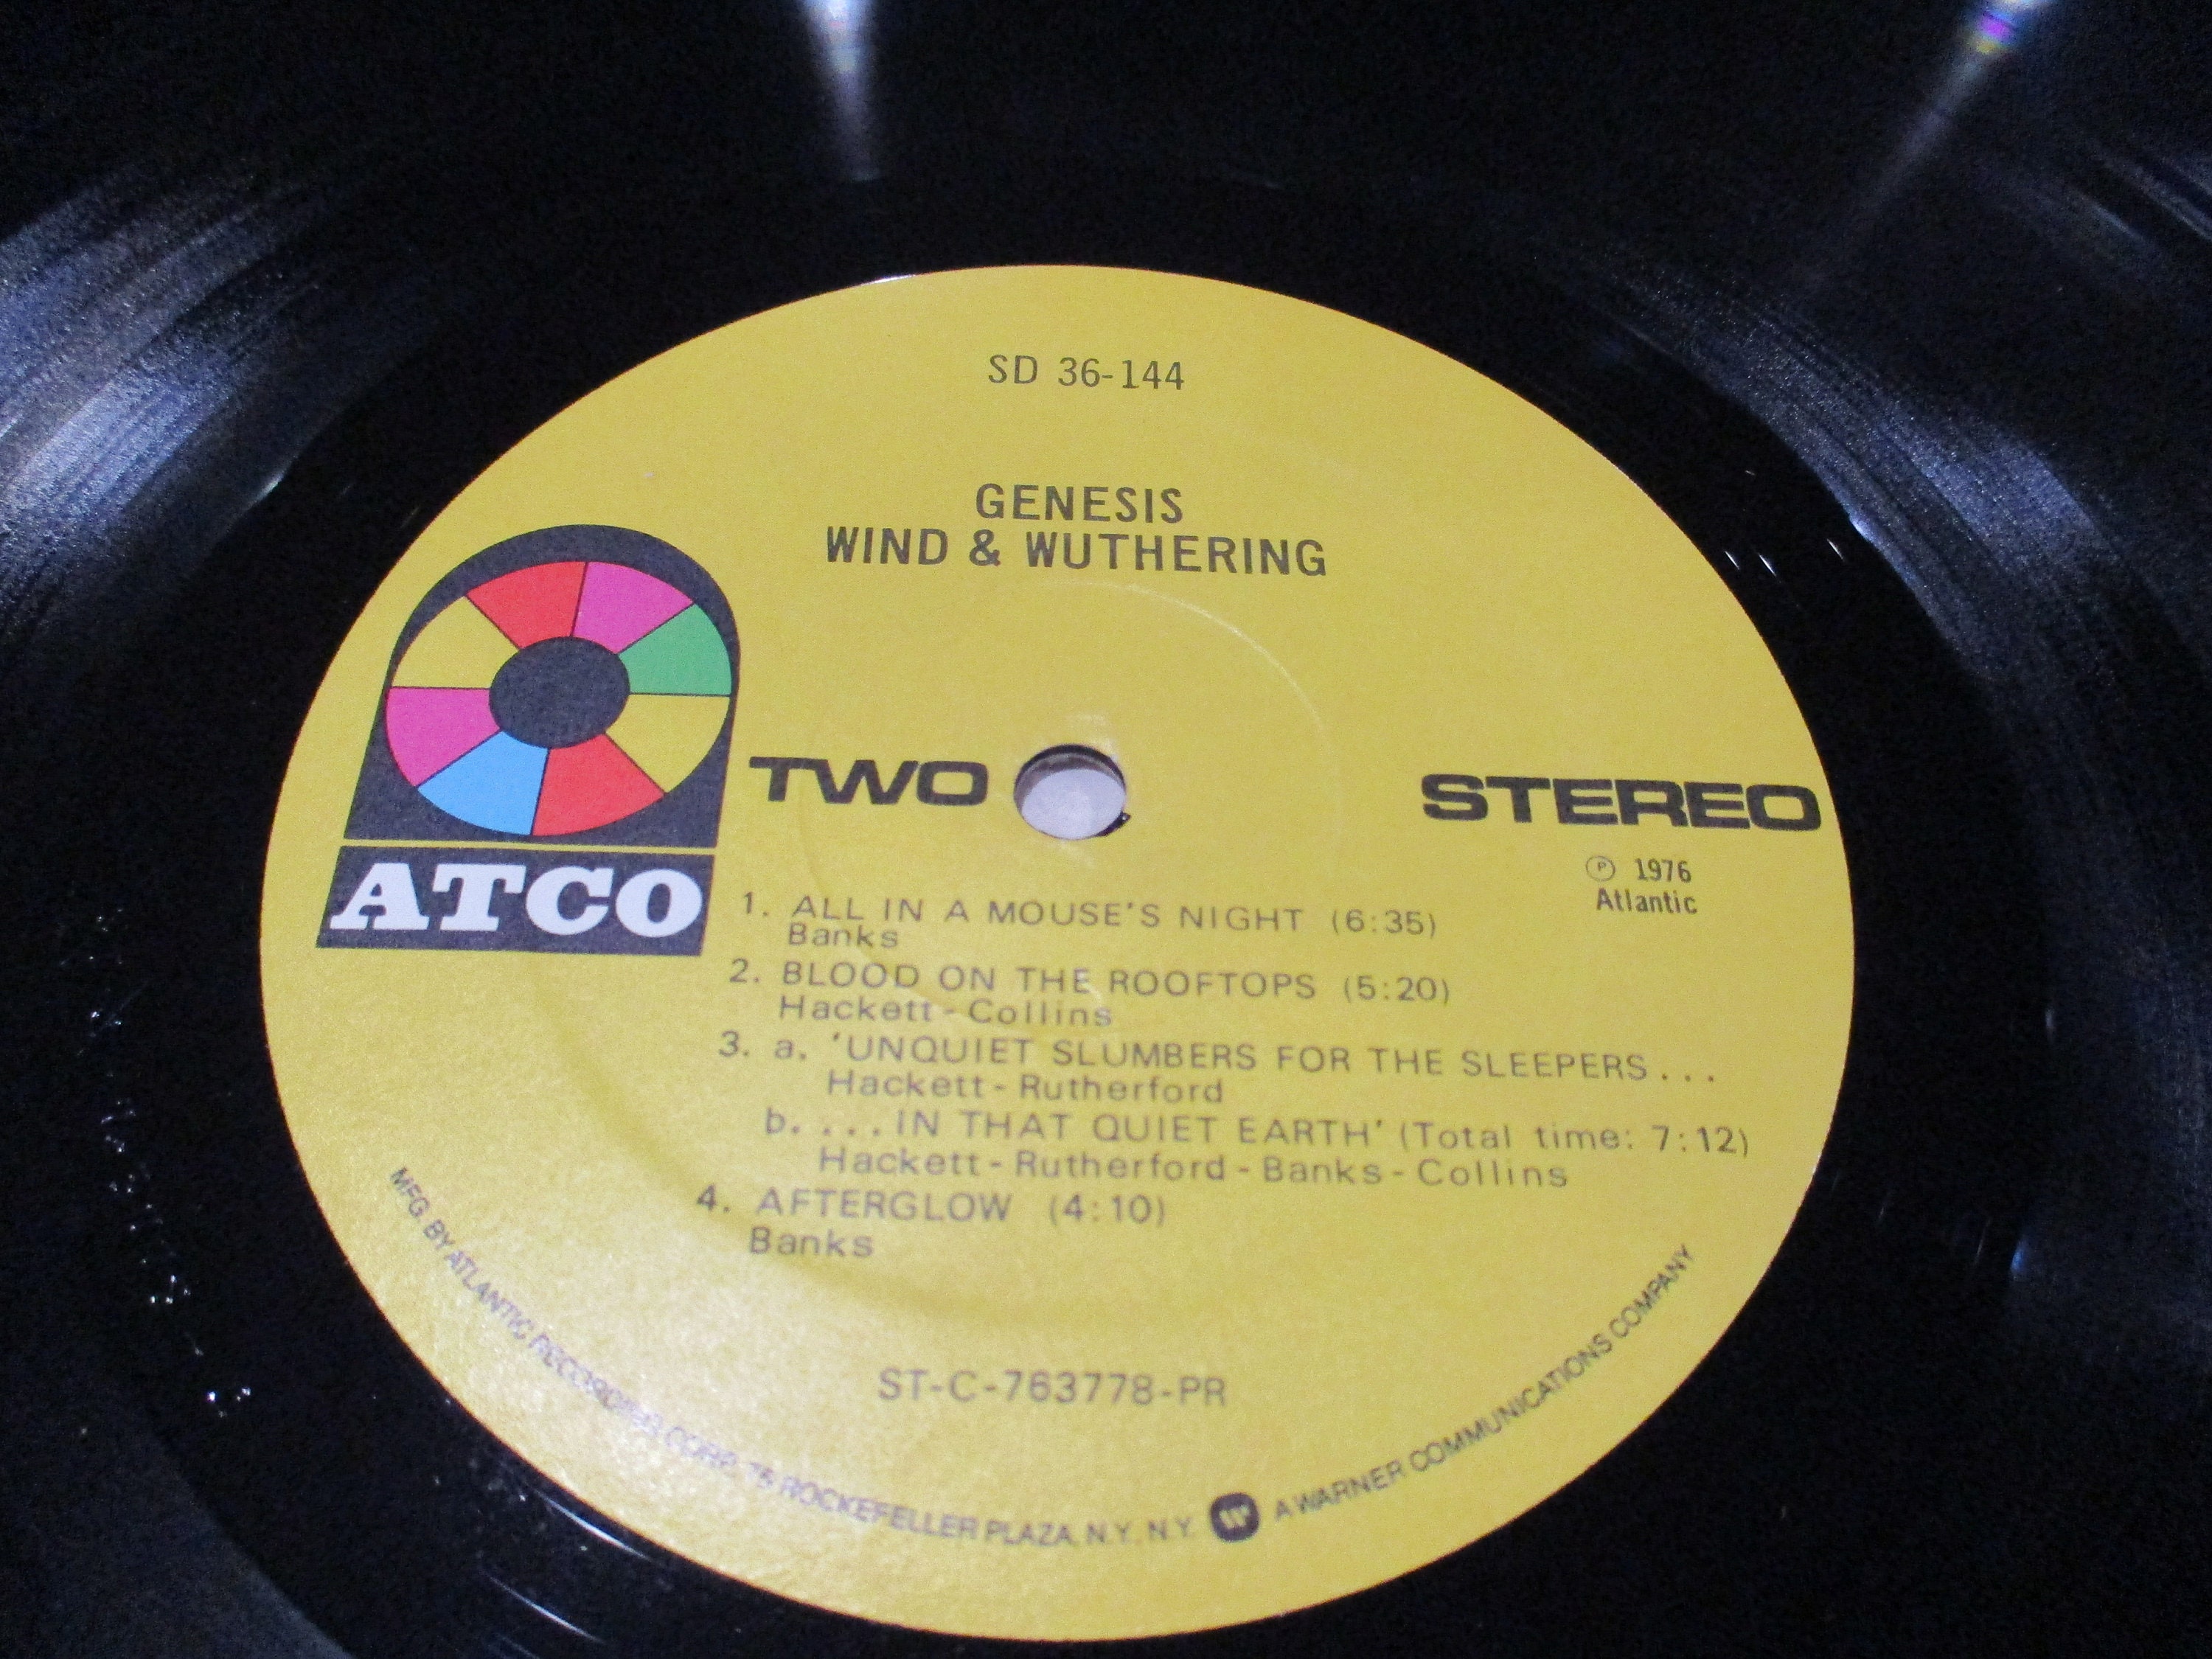 SD 36-144
GENESIS
WIND & WUTHERING
ATCO
TWO
STEREO
Ⓟ 1976
Atlantic
1. ALL IN A MOUSE'S NIGHT (6:35)
Banks
2. BLOOD ON THE ROOFTOPS (5:20)
Hackett - Collins
3. a. 'UNQUIET SLUMBERS FOR THE SLEEPERS...
Hackett - Rutherford
b. ...IN THAT QUIET EARTH' (Total time: 7:12)
Hackett - Rutherford - Banks - Collins
4. AFTERGLOW (4:10)
Banks
ST-C-763778-PR
MFG. BY ATLANTIC RECORDING CORP. 75 ROCKEFELLER PLAZA, N.Y. N.Y. W A WARNER COMMUNICATIONS COMPANY